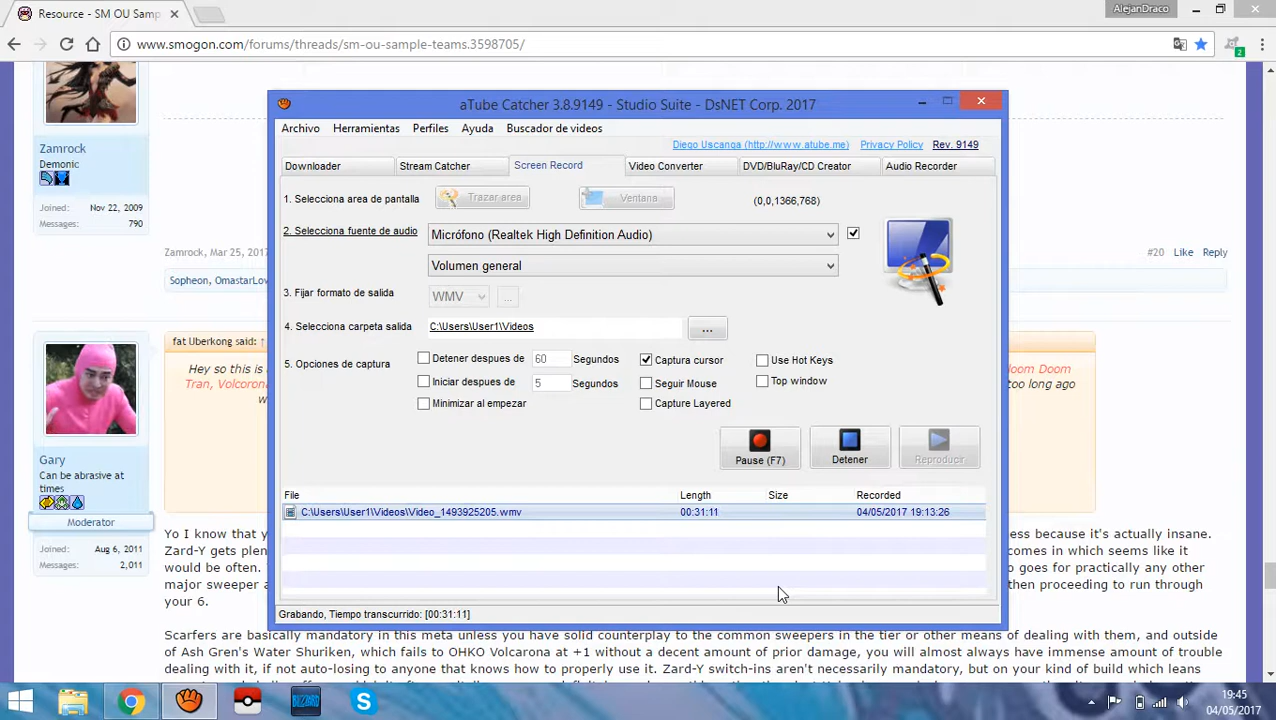 Resource - SM OU Samp
AlejanDraco
www.smogon.com/forums/threads/sm-ou-sample-teams.3598705/
2
aTube Catcher 3.8.9149 - Studio Suite - DsNET Corp. 2017
Archivo Herramientas Perfiles Ayuda Buscador de videos
Diego Uscanga (http://www.atube.me) Privacy Policy Rev. 9149
Downloader Stream Catcher Screen Record Video Converter DVD/BluRay/CD Creator Audio Recorder
1. Selecciona area de pantalla Trazar area Ventana (0,0,1366,768)
2. Selecciona fuente de audio Micrófono (Realtek High Definition Audio)
Volumen general
3. Fijar formato de salida WMV ...
4. Selecciona carpeta salida C:\Users\User1\Videos ...
5. Opciones de captura Detener despues de 60 Segundos Captura cursor Use Hot Keys
Iniciar despues de 5 Segundos Seguir Mouse Top window
Minimizar al empezar Capture Layered
Pause (F7) Detener Reproducir
File Length Size Recorded
C:\Users\User1\Videos\Video_1493925205.wmv 00:31:11 04/05/2017 19:13:26
Grabando, Tiempo transcurrido: [00:31:11]
Zamrock
Demonic
Joined: Nov 22, 2009
Messages: 790
Zamrock, Mar 25, 2017 #20 Like Reply
Sopheon, OmastarLov
fat Uberkong said: ↑
Hey so this is loom Doom
Tran, Volcorona too long ago
w
Gary
Can be abrasive at
times
Moderator
Joined: Aug 6, 2011
Messages: 2,011
Yo I know that y ess because it's actually insane.
Zard-Y gets plen comes in which seems like it
would be often. o goes for practically any other
major sweeper a then proceeding to run through
your 6.
Scarfers are basically mandatory in this meta unless you have solid counterplay to the common sweepers in the tier or other means of dealing with them, and outside
of Ash Gren's Water Shuriken, which fails to OHKO Volcarona at +1 without a decent amount of prior damage, you will almost always have immense amount of trouble
dealing with it, if not auto-losing to anyone that knows how to properly use it. Zard-Y switch-ins aren't necessarily mandatory, but on your kind of build which leans
19:45
04/05/2017